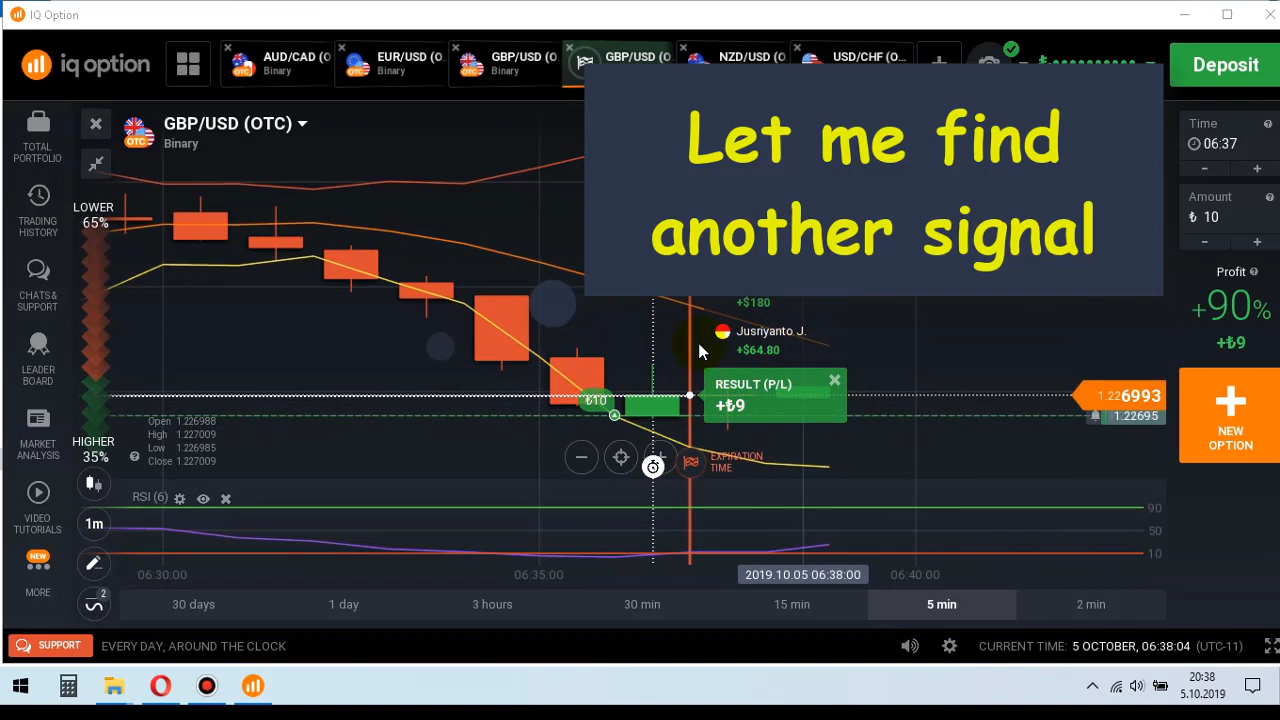 IQ Option
iq option
AUD/CAD (O
Binary
EUR/USD (O.
Binary
GBP/USD (O
Binary
GBP/USD (O
NZD/USD (O
USD/CHF (O...
Deposit
Let me find
another signal
TOTAL
PORTFOLIO
TRADING
HISTORY
CHATS &
SUPPORT
LEADER
BOARD
MARKET
ANALYSIS
VIDEO
TUTORIALS
NEW
MORE
GBP/USD (OTC)
OTC
Binary
LOWER
65%
HIGHER
35%
Open 1.226988
High 1.227009
Low 1.226985
Close 1.227009
₺10
+$180
Jusriyanto J.
+$64.80
RESULT (P/L)
+₺9
EXPIRATION
TIME
1.226993
1.22695
Time
06:37
- +
Amount
₺ 10
- +
Profit
+90%
+₺9
NEW
OPTION
1m
2
RSI (6)
90
50
10
06:30:00
06:35:00
2019.10.05 06:38:00
06:40:00
30 days
1 day
3 hours
30 min
15 min
5 min
2 min
SUPPORT
EVERY DAY, AROUND THE CLOCK
CURRENT TIME: 5 OCTOBER, 06:38:04 (UTC-11)
20:38
5.10.2019